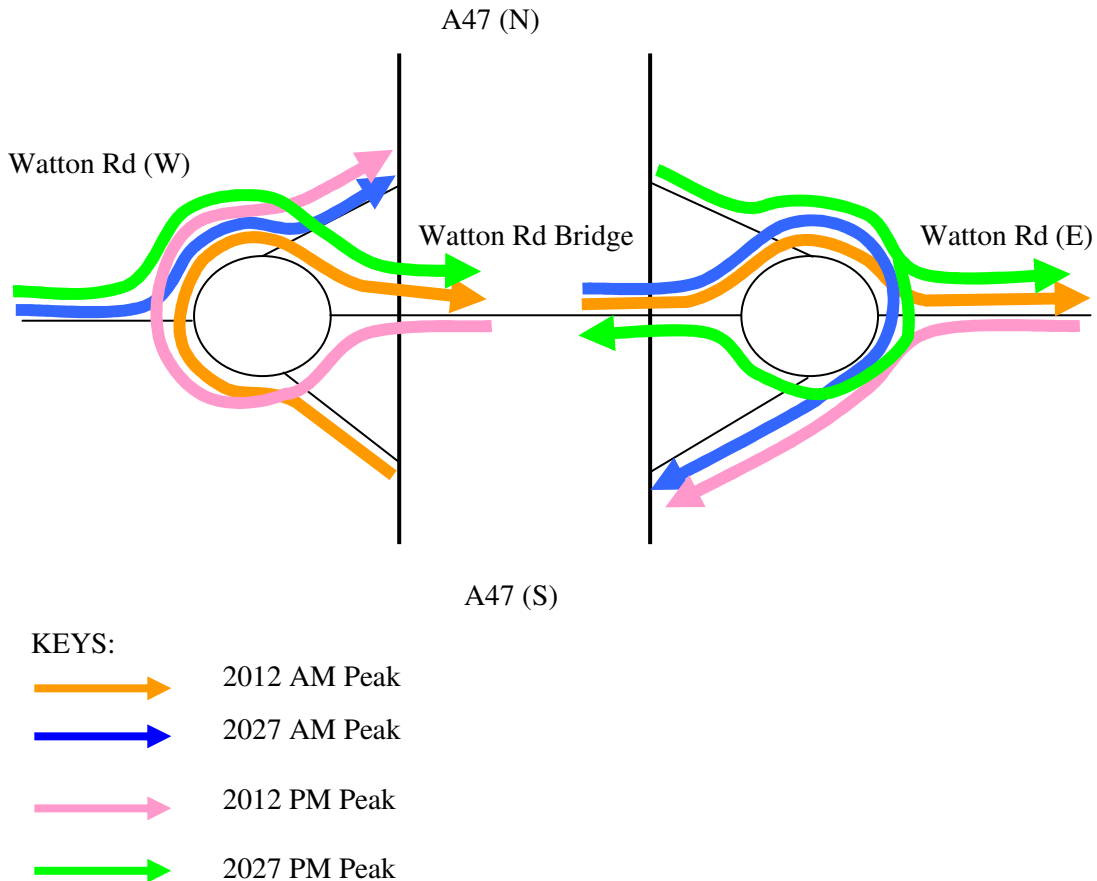 A47 (N)
Watton Rd (W)
Watton Rd Bridge
Watton Rd (E)
A47 (S)
KEYS:
2012 AM Peak
2027 AM Peak
2012 PM Peak
2027 PM Peak